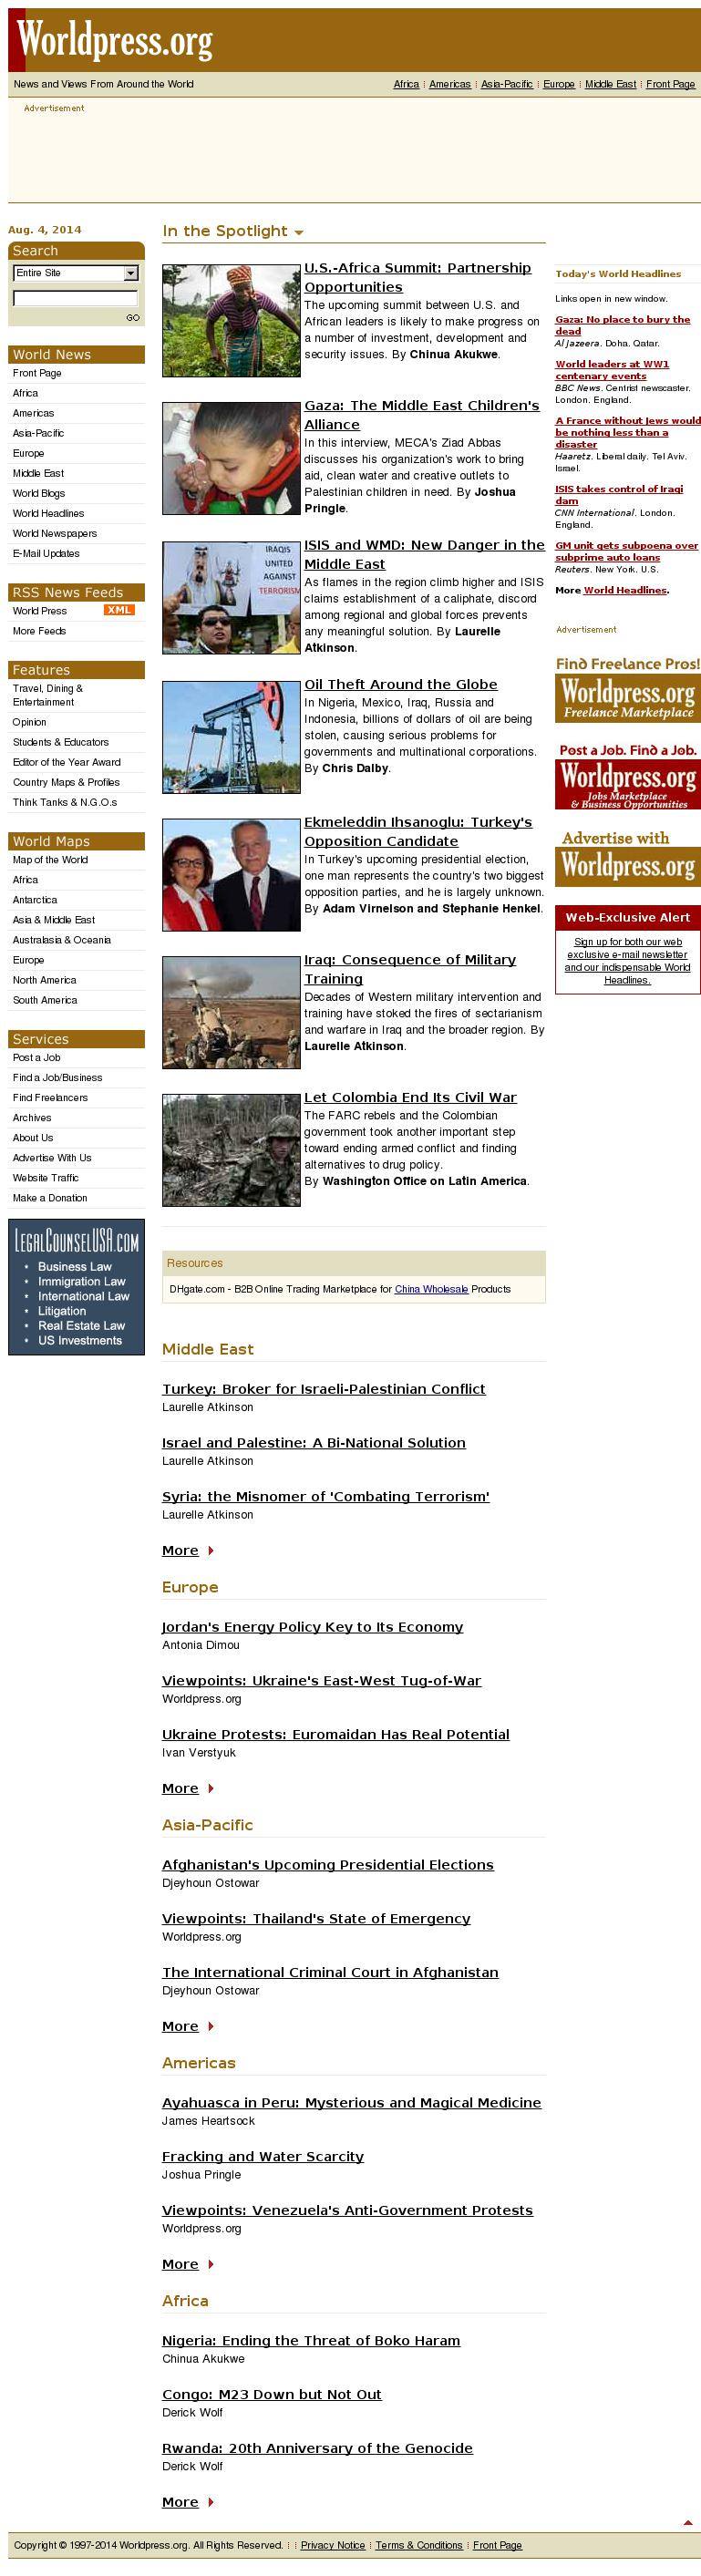 Worldpress.org
News and Views From Around the World
Africa Americas Asia-Pacific Europe Middle East Front Page
Advertisement
Aug. 4, 2014
Search
Entire Site
GO
World News
Front Page
Africa
Americas
Asia-Pacific
Europe
Middle East
World Blogs
World Headlines
World Newspapers
E-Mail Updates
RSS News Feeds
World Press XML
More Feeds
Features
Travel, Dining &
Entertainment
Opinion
Students & Educators
Editor of the Year Award
Country Maps & Profiles
Think Tanks & N.G.O.s
World Maps
Map of the World
Africa
Antarctica
Asia & Middle East
Australasia & Oceania
Europe
North America
South America
Services
Post a Job
Find a Job/Business
Find Freelancers
Archives
About Us
Advertise With Us
Website Traffic
Make a Donation
LEGALCOUNSELUSA.COM
• Business Law
• Immigration Law
• International Law
• Litigation
• Real Estate Law
• US Investments
In the Spotlight
U.S.-Africa Summit: Partnership
Opportunities
The upcoming summit between U.S. and
African leaders is likely to make progress on
a number of investment, development and
security issues. By Chinua Akukwe.
Gaza: The Middle East Children's
Alliance
In this interview, MECA's Ziad Abbas
discusses his organization's work to bring
aid, clean water and creative outlets to
Palestinian children in need. By Joshua
Pringle.
IRAQIS
UNITED
AGAINST
TERRORISM
ISIS and WMD: New Danger in the
Middle East
As flames in the region climb higher and ISIS
claims establishment of a caliphate, discord
among regional and global forces prevents
any meaningful solution. By Laurelle
Atkinson.
Oil Theft Around the Globe
In Nigeria, Mexico, Iraq, Russia and
Indonesia, billions of dollars of oil are being
stolen, causing serious problems for
governments and multinational corporations.
By Chris Dalby.
Ekmeleddin Ihsanoglu: Turkey's
Opposition Candidate
In Turkey's upcoming presidential election,
one man represents the country's two biggest
opposition parties, and he is largely unknown.
By Adam Virnelson and Stephanie Henkel.
Iraq: Consequence of Military
Training
Decades of Western military intervention and
training have stoked the fires of sectarianism
and warfare in Iraq and the broader region. By
Laurelle Atkinson.
Let Colombia End Its Civil War
The FARC rebels and the Colombian
government took another important step
toward ending armed conflict and finding
alternatives to drug policy.
By Washington Office on Latin America.
Resources
DHgate.com - B2B Online Trading Marketplace for China Wholesale Products
Middle East
Turkey: Broker for Israeli-Palestinian Conflict
Laurelle Atkinson
Israel and Palestine: A Bi-National Solution
Laurelle Atkinson
Syria: the Misnomer of 'Combating Terrorism'
Laurelle Atkinson
More
Europe
Jordan's Energy Policy Key to Its Economy
Antonia Dimou
Viewpoints: Ukraine's East-West Tug-of-War
Worldpress.org
Ukraine Protests: Euromaidan Has Real Potential
Ivan Verstyuk
More
Asia-Pacific
Afghanistan's Upcoming Presidential Elections
Djeyhoun Ostowar
Viewpoints: Thailand's State of Emergency
Worldpress.org
The International Criminal Court in Afghanistan
Djeyhoun Ostowar
More
Americas
Ayahuasca in Peru: Mysterious and Magical Medicine
James Heartsock
Fracking and Water Scarcity
Joshua Pringle
Viewpoints: Venezuela's Anti-Government Protests
Worldpress.org
More
Africa
Nigeria: Ending the Threat of Boko Haram
Chinua Akukwe
Congo: M23 Down but Not Out
Derick Wolf
Rwanda: 20th Anniversary of the Genocide
Derick Wolf
More
Today's World Headlines
Links open in new window.
Gaza: No place to bury the
dead
Al Jazeera. Doha. Qatar.
World leaders at WW1
centenary events
BBC News. Centrist newscaster.
London. England.
A France without Jews would
be nothing less than a
disaster
Haaretz. Liberal daily. Tel Aviv.
Israel.
ISIS takes control of Iraqi
dam
CNN International. London.
England.
GM unit gets subpoena over
subprime auto loans
Reuters. New York. U.S.
More World Headlines.
Advertisement
Find Freelance Pros!
Worldpress.org
Freelance Marketplace
Post a Job. Find a Job.
Worldpress.org
Jobs Marketplace
& Business Opportunities
Advertise with
Worldpress.org
Web-Exclusive Alert
Sign up for both our web
exclusive e-mail newsletter
and our indispensable World
Headlines.
Copyright © 1997-2014 Worldpress.org. All Rights Reserved. Privacy Notice Terms & Conditions Front Page